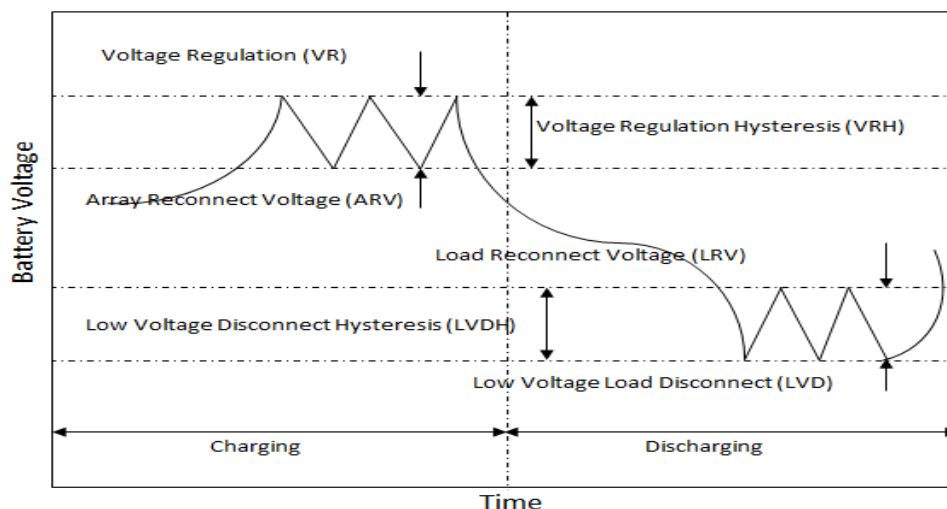 Voltage Regulation (VR)
Voltage Regulation Hysteresis (VRH)
Array Reconnect Voltage (ARV)
Battery Voltage
Load Reconnect Voltage (LRV)
Low Voltage Disconnect Hysteresis (LVDH)
Low Voltage Load Disconnect (LVD)
Charging
Discharging
Time